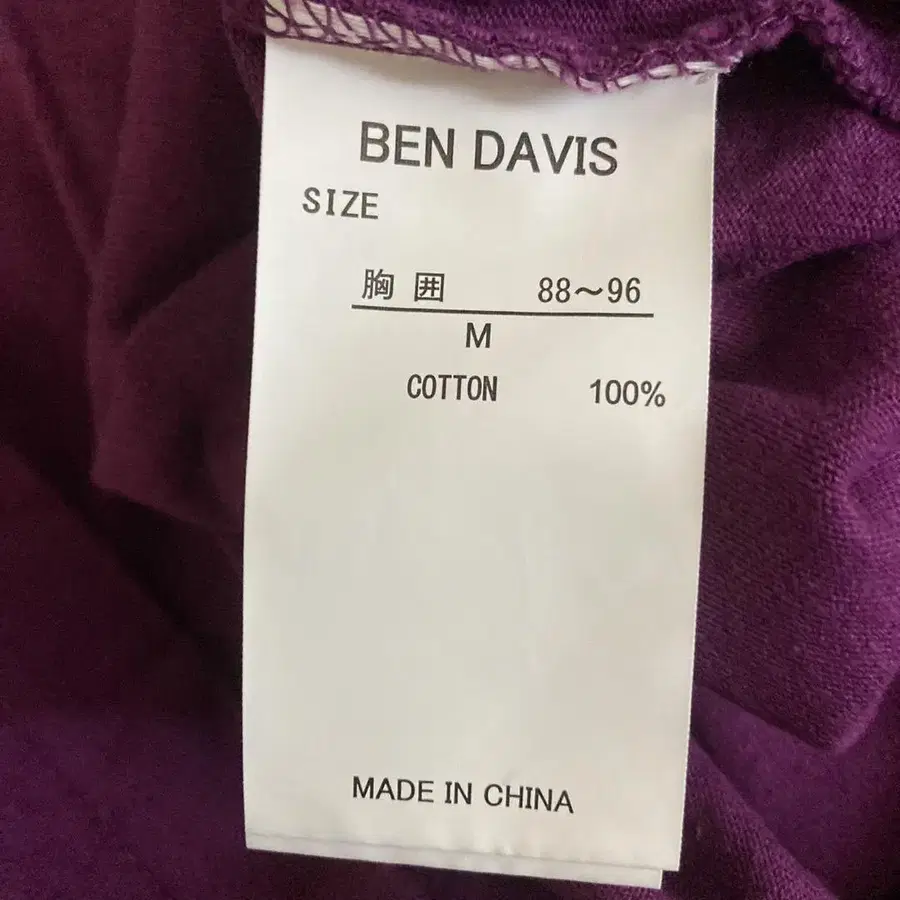 BEN DAVIS
SIZE
胸囲 88〜96
M
COTTON 100%
MADE IN CHINA